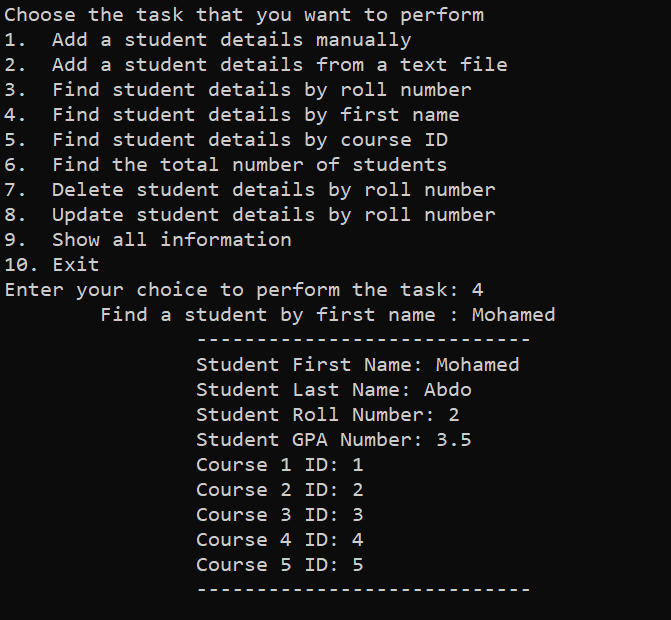 Choose the task that you want to perform
1.  Add a student details manually
2.  Add a student details from a text file
3.  Find student details by roll number
4.  Find student details by first name
5.  Find student details by course ID
6.  Find the total number of students
7.  Delete student details by roll number
8.  Update student details by roll number
9.  Show all information
10. Exit
Enter your choice to perform the task: 4
        Find a student by first name : Mohamed
                ----------------------------
                Student First Name: Mohamed
                Student Last Name: Abdo
                Student Roll Number: 2
                Student GPA Number: 3.5
                Course 1 ID: 1
                Course 2 ID: 2
                Course 3 ID: 3
                Course 4 ID: 4
                Course 5 ID: 5
                ----------------------------